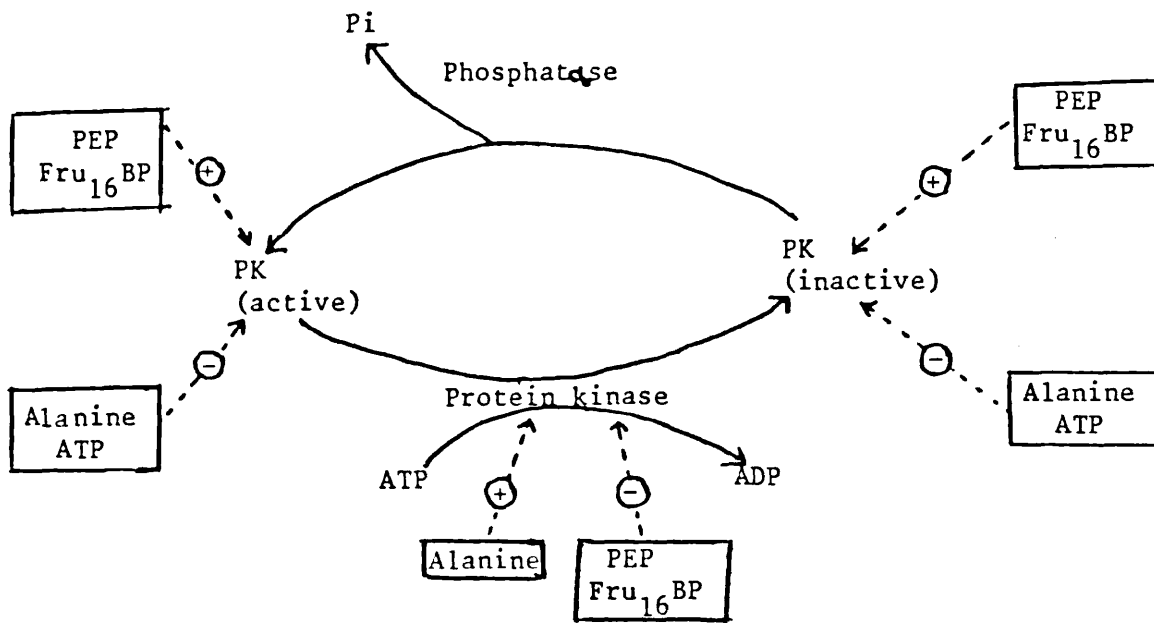 Pi
Phosphatase
PEP
Fru16BP
+
PEP
Fru16BP
+
PK
(active)
PK
(inactive)
-
Alanine
ATP
-
Alanine
ATP
Protein kinase
ATP
ADP
+
-
Alanine
PEP
Fru16BP